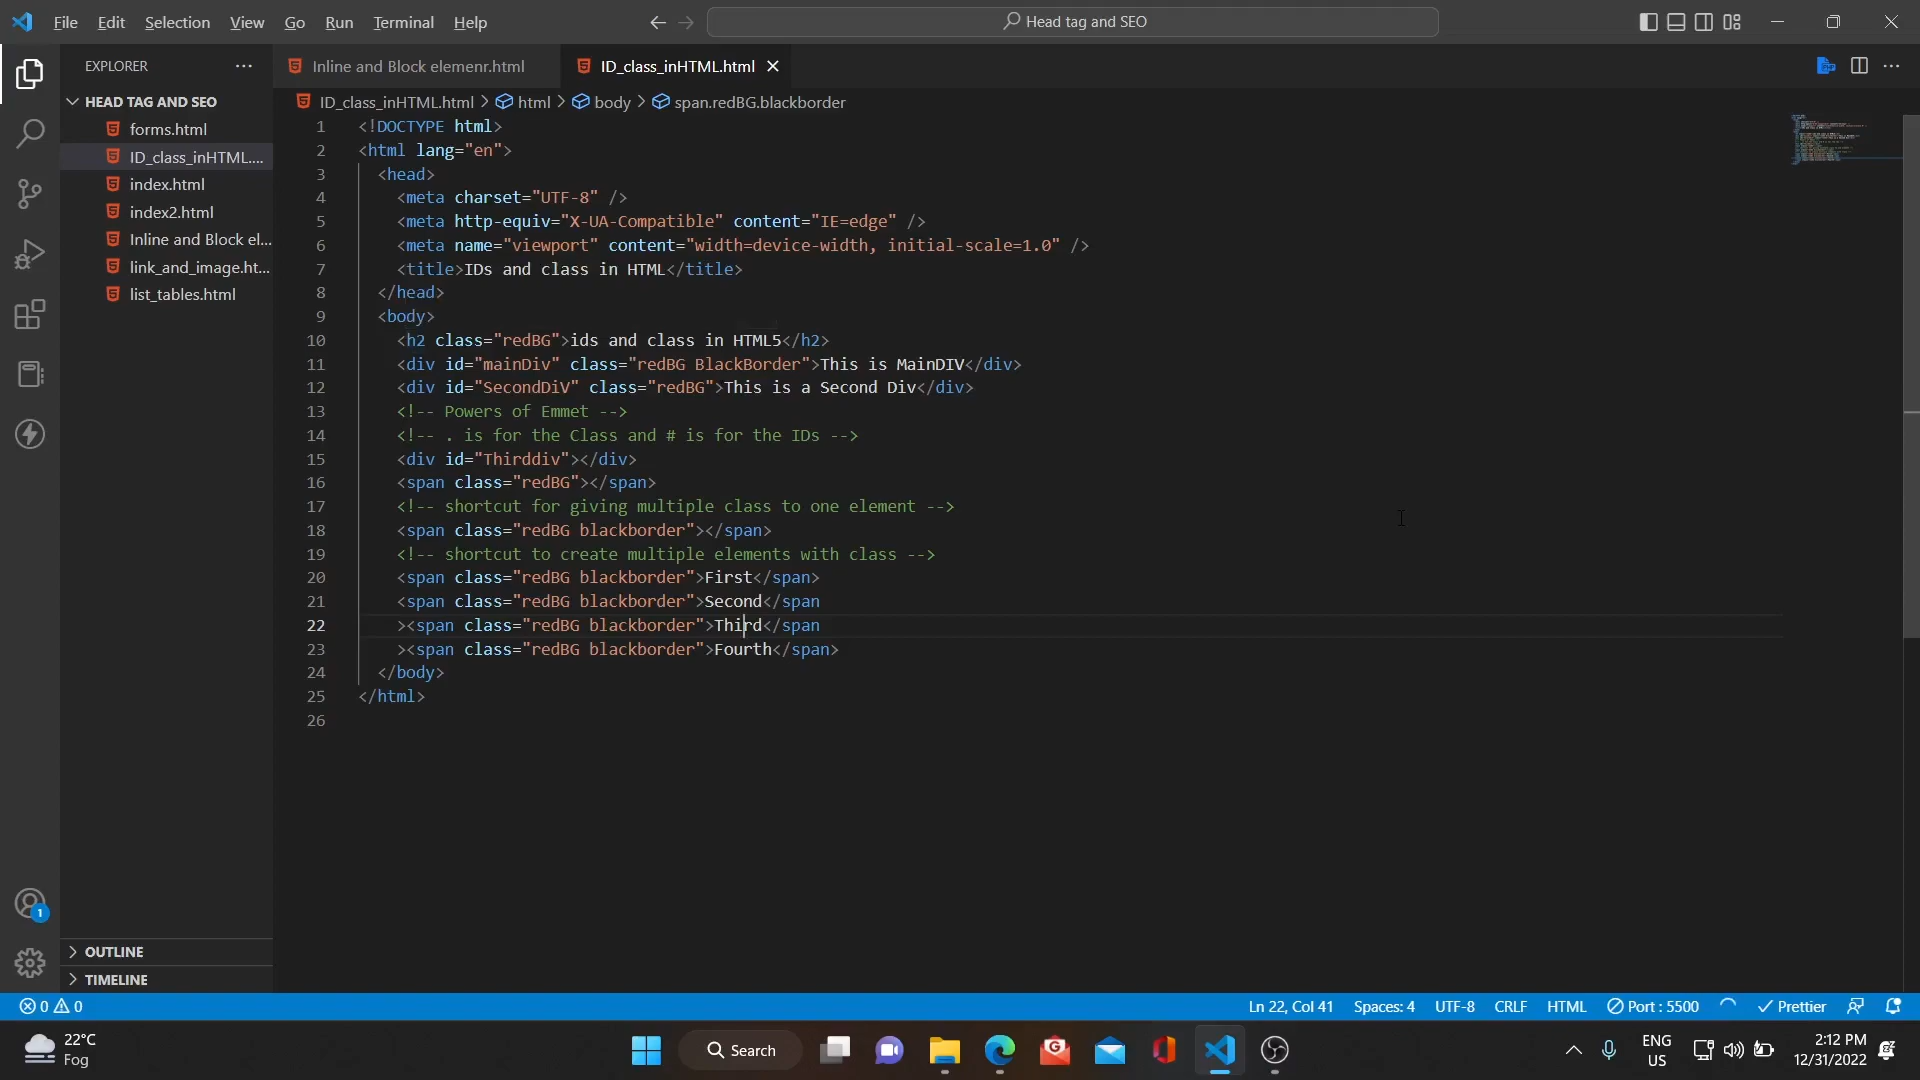 File Edit Selection View Go Run Terminal Help
Head tag and SEO
EXPLORER
Inline and Block elemenr.html
ID_class_inHTML.html
HEAD TAG AND SEO
forms.html
ID_class_inHTML....
index.html
index2.html
Inline and Block el...
link_and_image.ht...
list_tables.html
OUTLINE
TIMELINE
ID_class_inHTML.html > html > body > span.redBG.blackborder
1 <!DOCTYPE html>
2 <html lang="en">
3 <head>
4 <meta charset="UTF-8" />
5 <meta http-equiv="X-UA-Compatible" content="IE=edge" />
6 <meta name="viewport" content="width=device-width, initial-scale=1.0" />
7 <title>IDs and class in HTML</title>
8 </head>
9 <body>
10 <h2 class="redBG">ids and class in HTML5</h2>
11 <div id="mainDiv" class="redBG BlackBorder">This is MainDIV</div>
12 <div id="SecondDiV" class="redBG">This is a Second Div</div>
13 <!-- Powers of Emmet -->
14 <!-- . is for the Class and # is for the IDs -->
15 <div id="Thirddiv"></div>
16 <span class="redBG"></span>
17 <!-- shortcut for giving multiple class to one element -->
18 <span class="redBG blackborder"></span>
19 <!-- shortcut to create multiple elements with class -->
20 <span class="redBG blackborder">First</span>
21 <span class="redBG blackborder">Second</span
22 ><span class="redBG blackborder">Third</span
23 ><span class="redBG blackborder">Fourth</span>
24 </body>
25 </html>
26
1
0 0
Ln 22, Col 41 Spaces: 4 UTF-8 CRLF HTML Port : 5500 Prettier
22°C
Fog
Search
ENG
US
2:12 PM
12/31/2022